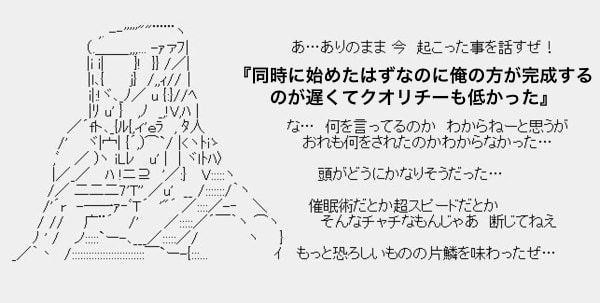 あ…ありのまま 今 起こった事を話すぜ！
『同時に始めたはずなのに俺の方が完成する
のが遅くてクオリチーも低かった』
な… 何を言ってるのか わからねーと思うが
おれも何をされたのかわからなかった…
頭がどうにかなりそうだった…
催眠術だとか超スピードだとか
そんなチャチなもんじゃあ 断じてねえ
もっと恐ろしいものの片鱗を味わったぜ…